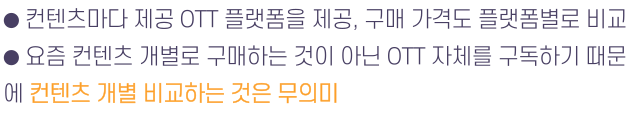 ● 컨텐츠마다 제공 OTT 플랫폼을 제공, 구매 가격도 플랫폼별로 비교
● 요즘 컨텐츠 개별로 구매하는 것이 아닌 OTT 자체를 구독하기 때문
에 컨텐츠 개별 비교하는 것은 무의미